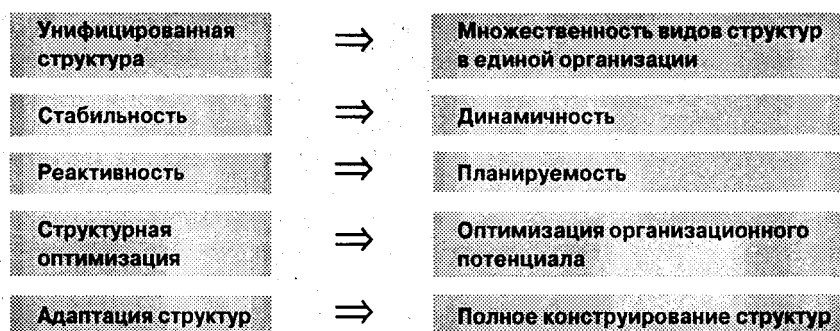 Унифицированная
структура
⇒
Множественность видов структур
в единой организации
Стабильность
⇒
Динамичность
Реактивность
⇒
Планируемость
Структурная
оптимизация
⇒
Оптимизация организационного
потенциала
Адаптация структур
⇒
Полное конструирование структур